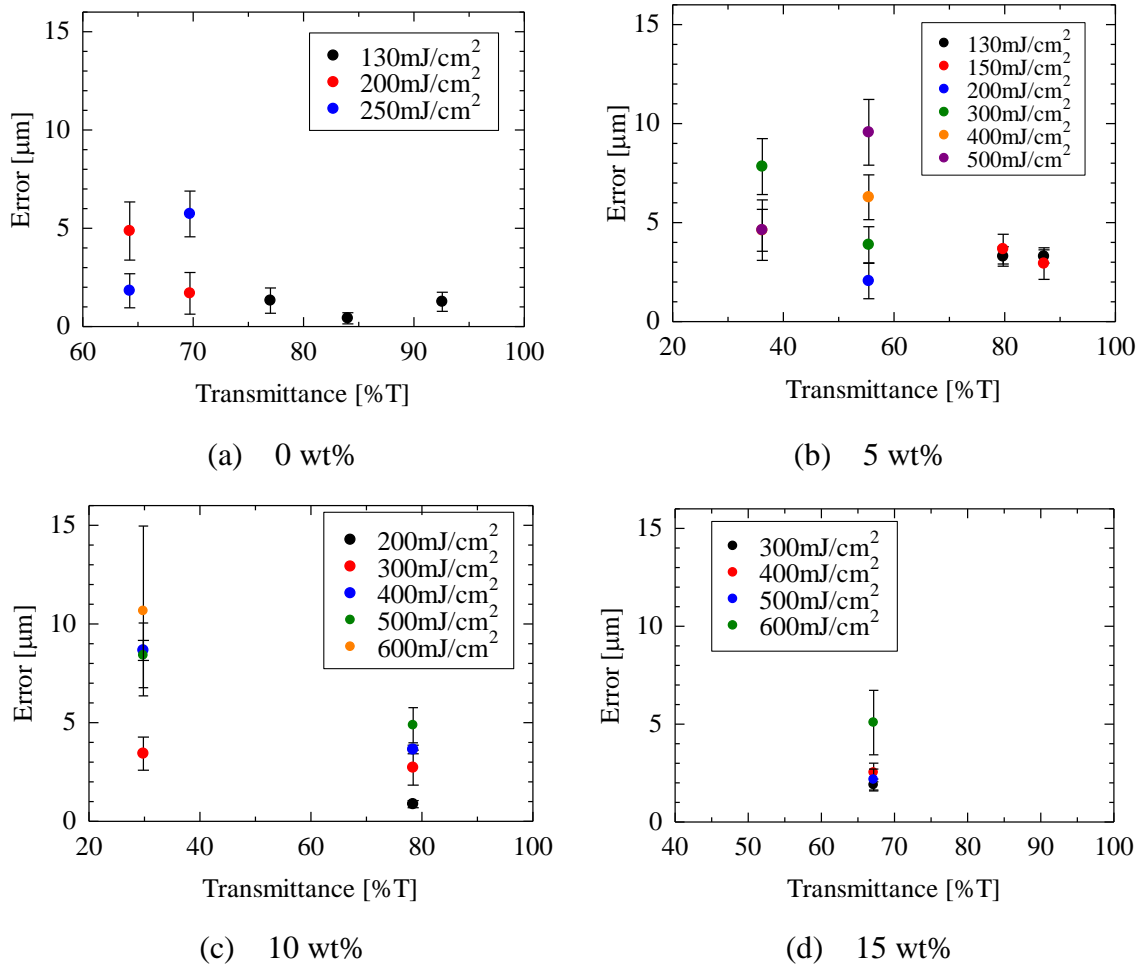 15
10
5
0
Error [μm]
130mJ/cm²
200mJ/cm²
250mJ/cm²
60 70 80 90 100
Transmittance [%T]
(a) 0 wt%
15
10
5
0
Error [μm]
130mJ/cm²
150mJ/cm²
200mJ/cm²
300mJ/cm²
400mJ/cm²
500mJ/cm²
20 40 60 80 100
Transmittance [%T]
(b) 5 wt%
15
10
5
0
Error [μm]
200mJ/cm²
300mJ/cm²
400mJ/cm²
500mJ/cm²
600mJ/cm²
20 40 60 80 100
Transmittance [%T]
(c) 10 wt%
15
10
5
0
Error [μm]
300mJ/cm²
400mJ/cm²
500mJ/cm²
600mJ/cm²
40 50 60 70 80 90 100
Transmittance [%T]
(d) 15 wt%